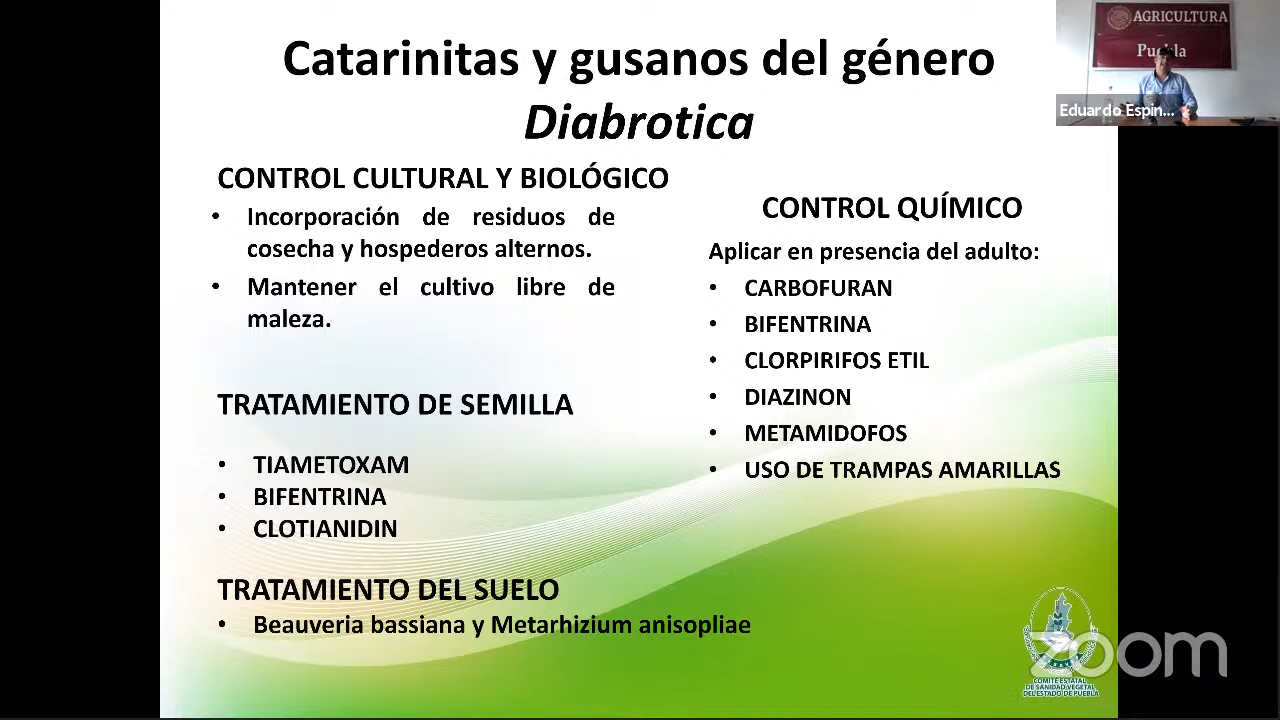 Catarinitas y gusanos del género
Diabrotica
CONTROL CULTURAL Y BIOLÓGICO
• Incorporación de residuos de
cosecha y hospederos alternos.
• Mantener el cultivo libre de
maleza.
TRATAMIENTO DE SEMILLA
• TIAMETOXAM
• BIFENTRINA
• CLOTIANIDIN
TRATAMIENTO DEL SUELO
• Beauveria bassiana y Metarhizium anisopliae
CONTROL QUÍMICO
Aplicar en presencia del adulto:
• CARBOFURAN
• BIFENTRINA
• CLORPIRIFOS ETIL
• DIAZINON
• METAMIDOFOS
• USO DE TRAMPAS AMARILLAS
AGRICULTURA
Puebla
Eduardo Espin...
COMITE ESTATAL
DE SANIDAD VEGETAL
DEL ESTADO DE PUEBLA
zoom